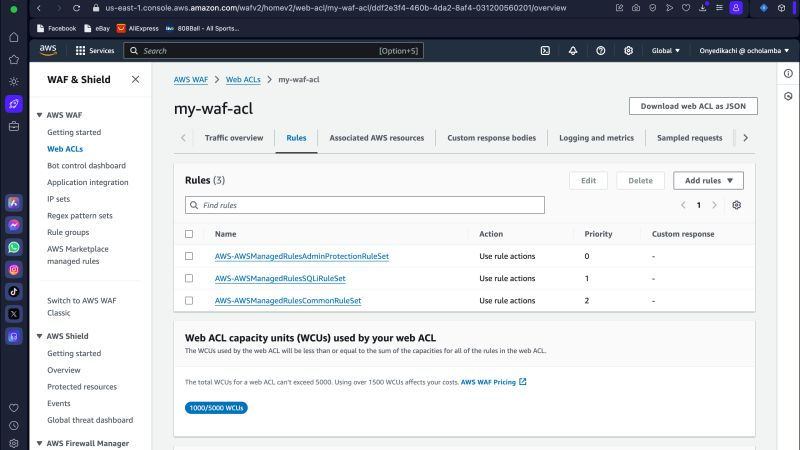 us-east-1.console.aws.amazon.com/wafv2/homev2/web-acl/my-waf-acl/ddf2e3f4-460b-4da2-8af4-031200560201/overview
Facebook eBay AliExpress 808Ball - All Sports...
aws Services Search [Option+S] Global Onyedikachi @ ocholamba
WAF & Shield
AWS WAF
Getting started
Web ACLs
Bot control dashboard
Application integration
IP sets
Regex pattern sets
Rule groups
AWS Marketplace
managed rules
Switch to AWS WAF
Classic
AWS Shield
Getting started
Overview
Protected resources
Events
Global threat dashboard
AWS Firewall Manager
AWS WAF Web ACLs my-waf-acl
my-waf-acl
Download web ACL as JSON
Traffic overview Rules Associated AWS resources Custom response bodies Logging and metrics Sampled requests
Rules (3) Edit Delete Add rules
Find rules 1
Name Action Priority Custom response
AWS-AWSManagedRulesAdminProtectionRuleSet Use rule actions 0 -
AWS-AWSManagedRulesSQLiRuleSet Use rule actions 1 -
AWS-AWSManagedRulesCommonRuleSet Use rule actions 2 -
Web ACL capacity units (WCUs) used by your web ACL
The WCUs used by the web ACL will be less than or equal to the sum of the capacities for all of the rules in the web ACL.
The total WCUs for a web ACL can't exceed 5000. Using over 1500 WCUs affects your costs. AWS WAF Pricing
1000/5000 WCUs